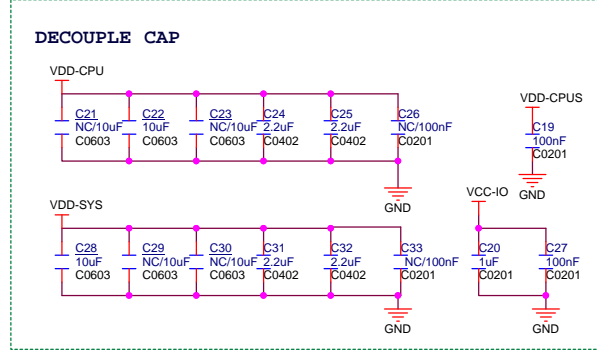 DECOUPLE CAP
VDD-CPU
C21
NC/10uF
C0603
C22
10uF
C0603
C23
NC/10uF
C0603
C24
2.2uF
C0402
C25
2.2uF
C0402
C26
NC/100nF
C0201
GND
VDD-CPUS
C19
100nF
C0201
GND
VDD-SYS
C28
10uF
C0603
C29
NC/10uF
C0603
C30
NC/10uF
C0603
C31
2.2uF
C0402
C32
2.2uF
C0402
C33
NC/100nF
C0201
GND
VCC-IO
C20
1uF
C0201
C27
100nF
C0201
GND